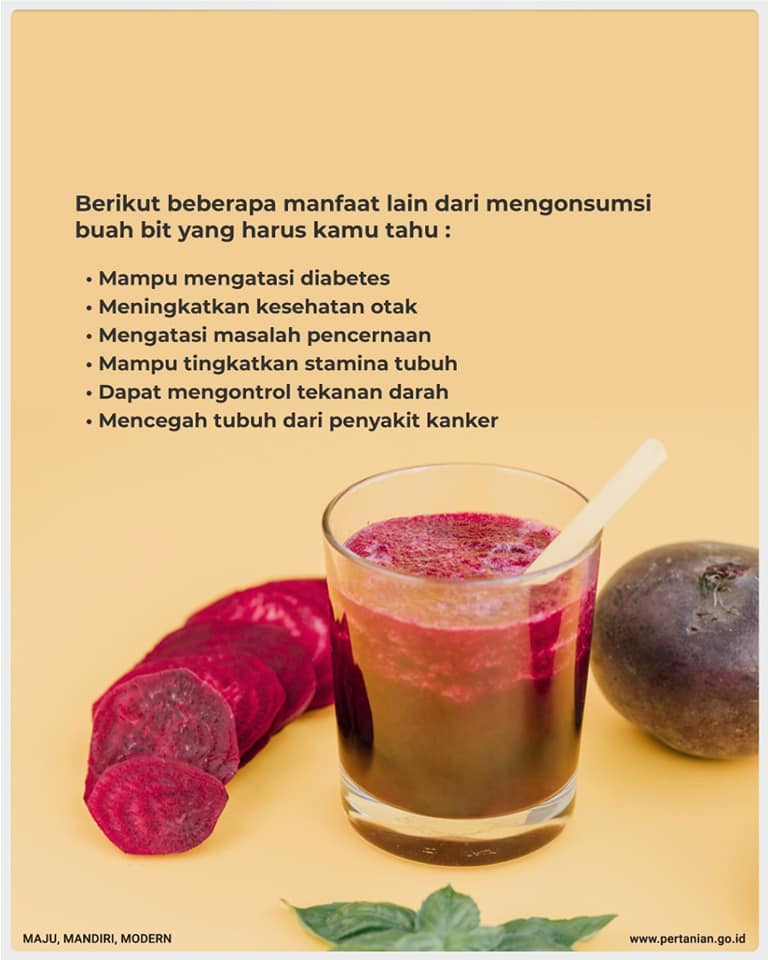 Berikut beberapa manfaat lain dari mengonsumsi
buah bit yang harus kamu tahu :
• Mampu mengatasi diabetes
• Meningkatkan kesehatan otak
• Mengatasi masalah pencernaan
• Mampu tingkatkan stamina tubuh
• Dapat mengontrol tekanan darah
• Mencegah tubuh dari penyakit kanker
MAJU, MANDIRI, MODERN
www.pertanian.go.id